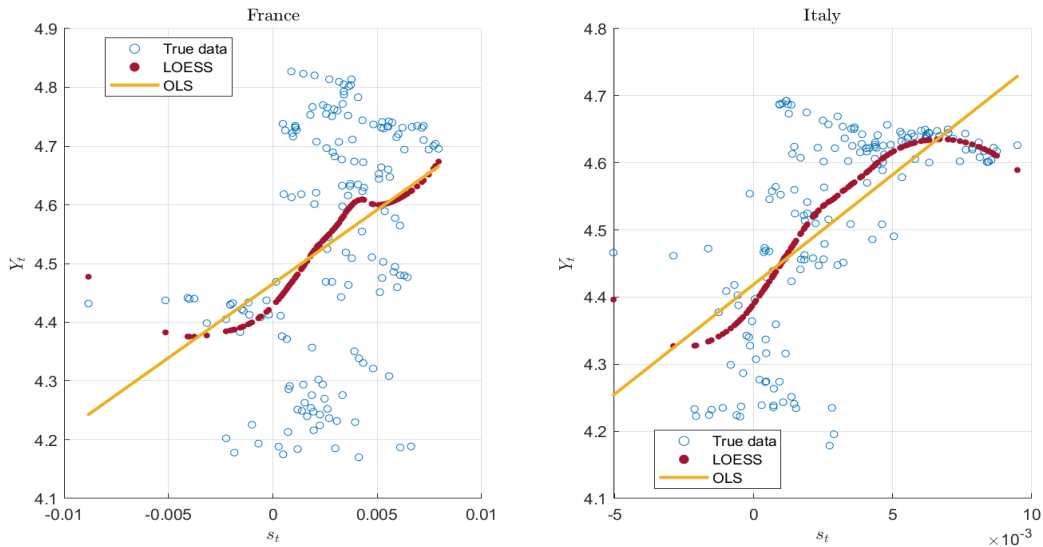 France
4.9
4.8
4.7
4.6
4.5
4.4
4.3
4.2
4.1
Y_t
True data
LOESS
OLS
-0.01
-0.005
0
0.005
0.01
s_t
Italy
4.8
4.7
4.6
4.5
4.4
4.3
4.2
4.1
Y_t
True data
LOESS
OLS
-5
0
5
10
s_t
×10⁻³